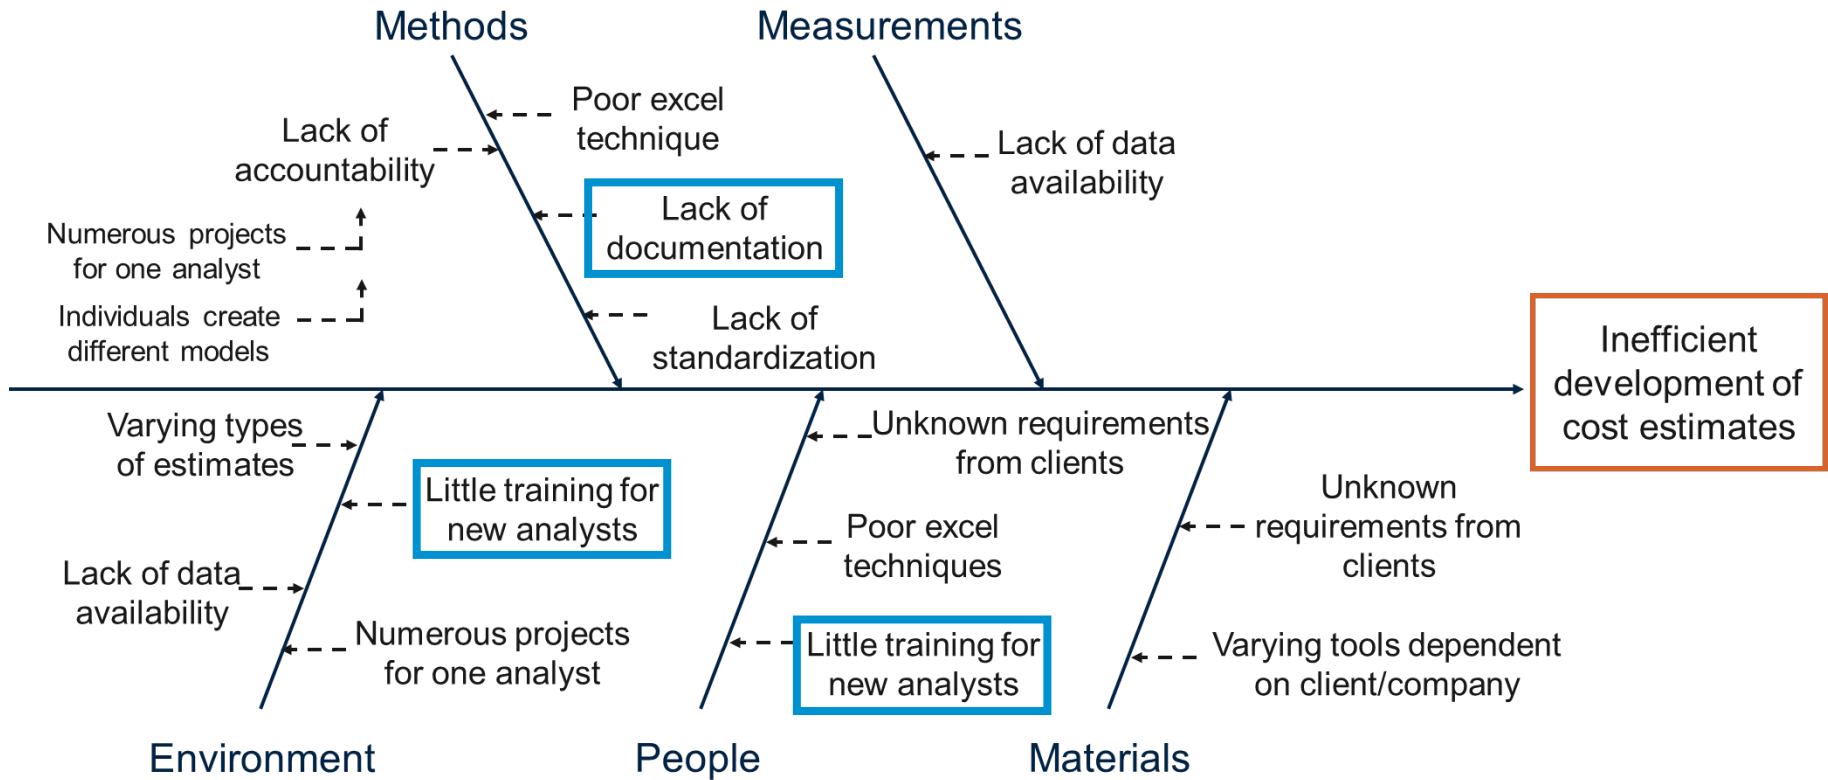 Methods
Measurements
Poor excel
technique
Lack of
accountability
Lack of data
availability
Lack of
documentation
Numerous projects
for one analyst
Individuals create
different models
Lack of
standardization
Inefficient
development of
cost estimates
Varying types
of estimates
Little training for
new analysts
Lack of data
availability
Numerous projects
for one analyst
Unknown requirements
from clients
Poor excel
techniques
Little training for
new analysts
Unknown
requirements from
clients
Varying tools dependent
on client/company
Environment
People
Materials